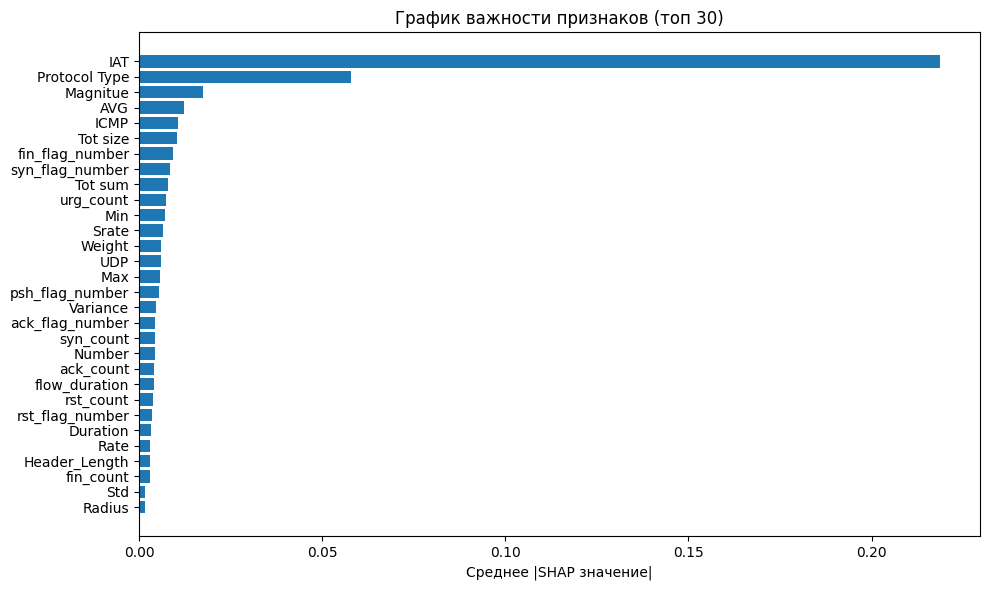 График важности признаков (топ 30)
IAT
Protocol Type
Magnitue
AVG
ICMP
Tot size
fin_flag_number
syn_flag_number
Tot sum
urg_count
Min
Srate
Weight
UDP
Max
psh_flag_number
Variance
ack_flag_number
syn_count
Number
ack_count
flow_duration
rst_count
rst_flag_number
Duration
Rate
Header_Length
fin_count
Std
Radius
0.00 0.05 0.10 0.15 0.20
Среднее |SHAP значение|